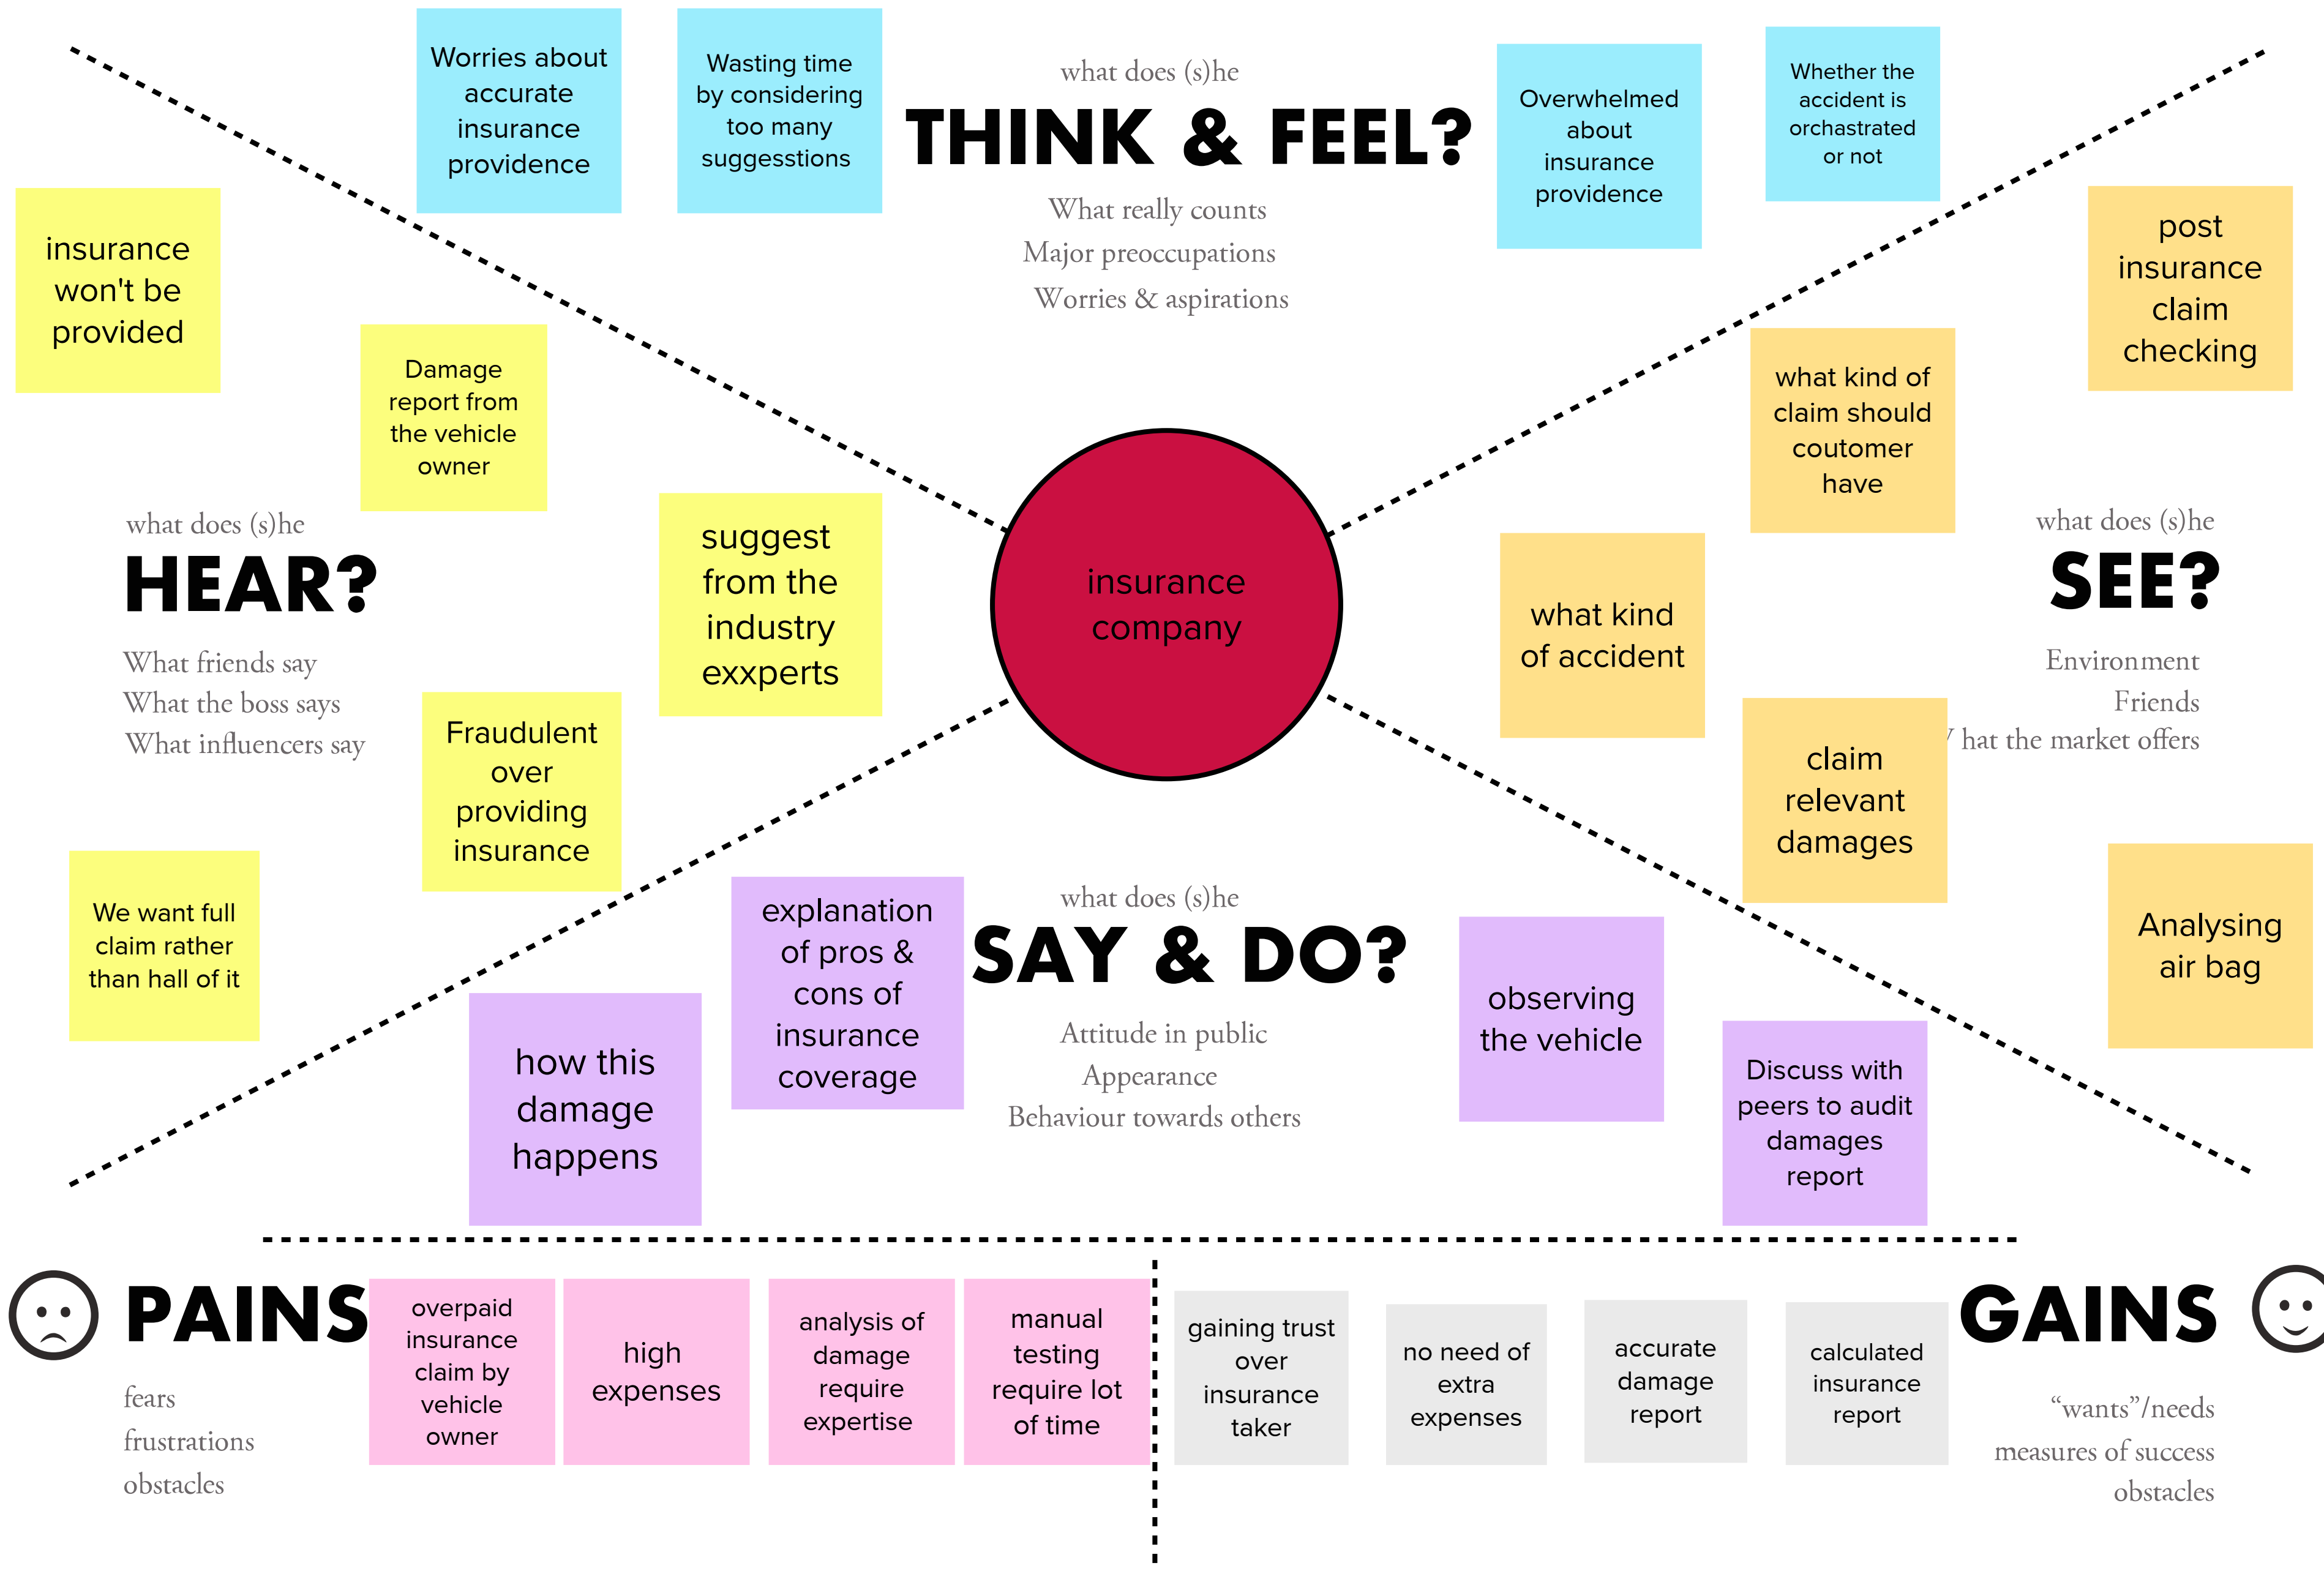 Worries about
accurate
insurance
providence
Wasting time
by considering
too many
suggesstions
what does (s)he
THINK & FEEL?
What really counts
Major preoccupations
Worries & aspirations
Overwhelmed
about
insurance
providence
Whether the
accident is
orchastrated
or not
insurance
won't be
provided
Damage
report from
the vehicle
owner
what does (s)he
HEAR?
What friends say
What the boss says
What influencers say
suggest
from the
industry
exxperts
Fraudulent
over
providing
insurance
We want full
claim rather
than hall of it
insurance
company
post
insurance
claim
checking
what kind of
claim should
coutomer
have
what does (s)he
SEE?
Environment
Friends
hat the market offers
what kind
of accident
claim
relevant
damages
Analysing
air bag
what does (s)he
SAY & DO?
Attitude in public
Appearance
Behaviour towards others
explanation
of pros &
cons of
insurance
coverage
how this
damage
happens
observing
the vehicle
Discuss with
peers to audit
damages
report
PAINS
fears
frustrations
obstacles
overpaid
insurance
claim by
vehicle
owner
high
expenses
analysis of
damage
require
expertise
manual
testing
require lot
of time
gaining trust
over
insurance
taker
no need of
extra
expenses
accurate
damage
report
calculated
insurance
report
GAINS
“wants”/needs
measures of success
obstacles